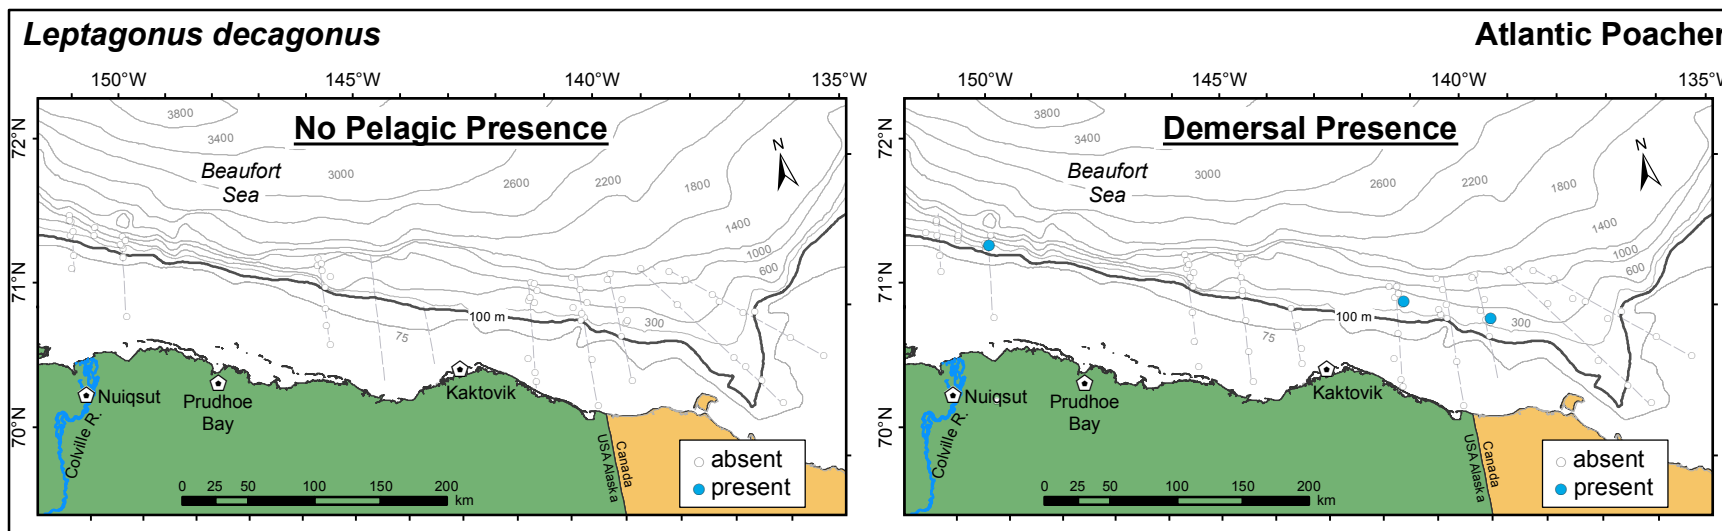 Leptagonus decagonus
Atlantic Poacher
150°W 145°W 140°W 135°W
72°N
71°N
70°N
No Pelagic Presence
3800
3400
3000
2600
2200
1800
1400
1000
600
300
100 m
75
Beaufort
Sea
N
Nuiqsut
Prudhoe
Bay
Kaktovik
Colville R.
USA Alaska
Canada
0 25 50 100 150 200
km
absent
present
150°W 145°W 140°W 135°W
72°N
71°N
70°N
Demersal Presence
3800
3400
3000
2600
2200
1800
1400
1000
600
300
100 m
75
Beaufort
Sea
N
Nuiqsut
Prudhoe
Bay
Kaktovik
Colville R.
USA Alaska
Canada
0 25 50 100 150 200
km
absent
present